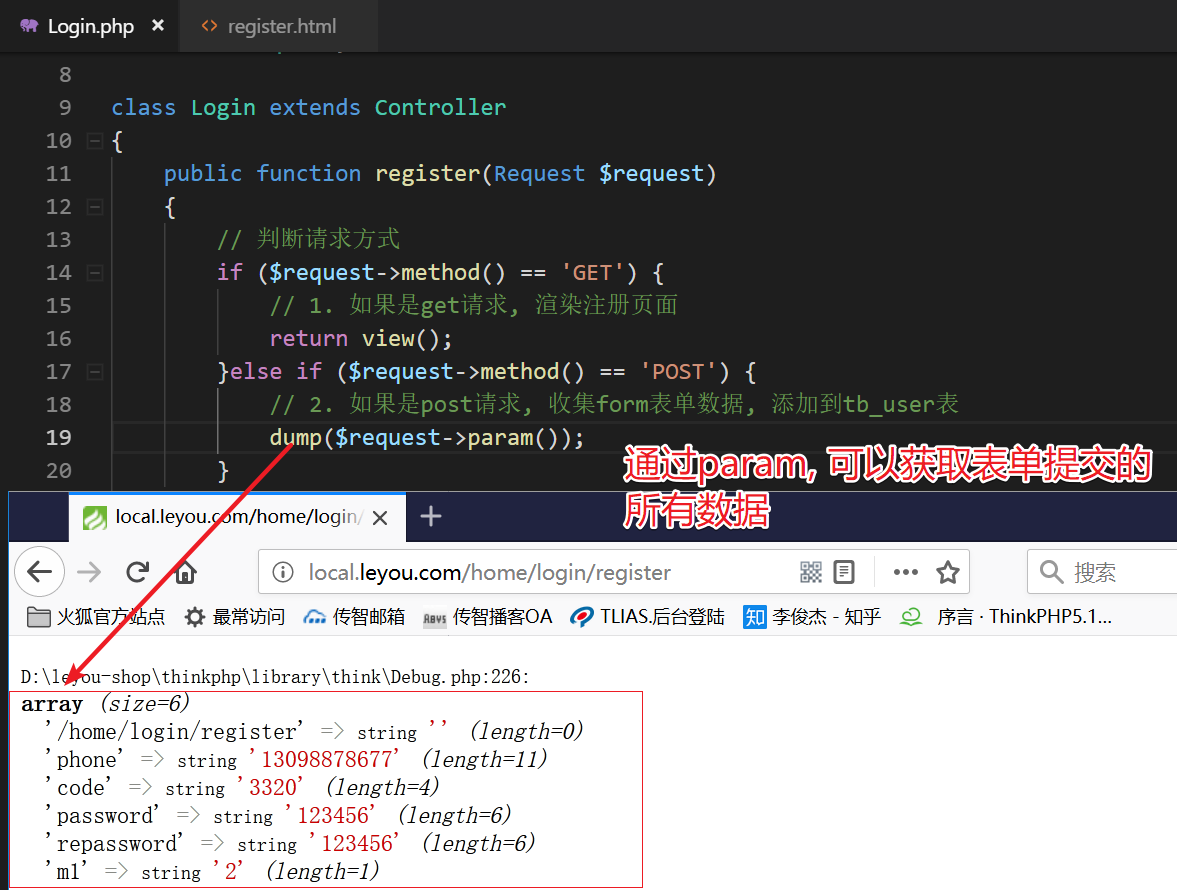 Login.php × <> register.html
8
9 class Login extends Controller
10 {
11 public function register(Request $request)
12 {
13 // 判断请求方式
14 if ($request->method() == 'GET') {
15 // 1. 如果是get请求, 渲染注册页面
16 return view();
17 }else if ($request->method() == 'POST') {
18 // 2. 如果是post请求, 收集form表单数据, 添加到tb_user表
19 dump($request->param());
20 }
通过param, 可以获取表单提交的
所有数据
local.leyou.com/home/login/
local.leyou.com/home/login/register
搜索
火狐官方站点 最常访问 传智邮箱 传智播客OA TLIAS.后台登陆 知 李俊杰 - 知乎 序言 · ThinkPHP5.1...
D:\leyou-shop\thinkphp\library\think\Debug.php:226:
array (size=6)
'/home/login/register' => string '' (length=0)
'phone' => string '13098878677' (length=11)
'code' => string '3320' (length=4)
'password' => string '123456' (length=6)
'repassword' => string '123456' (length=6)
'm1' => string '2' (length=1)